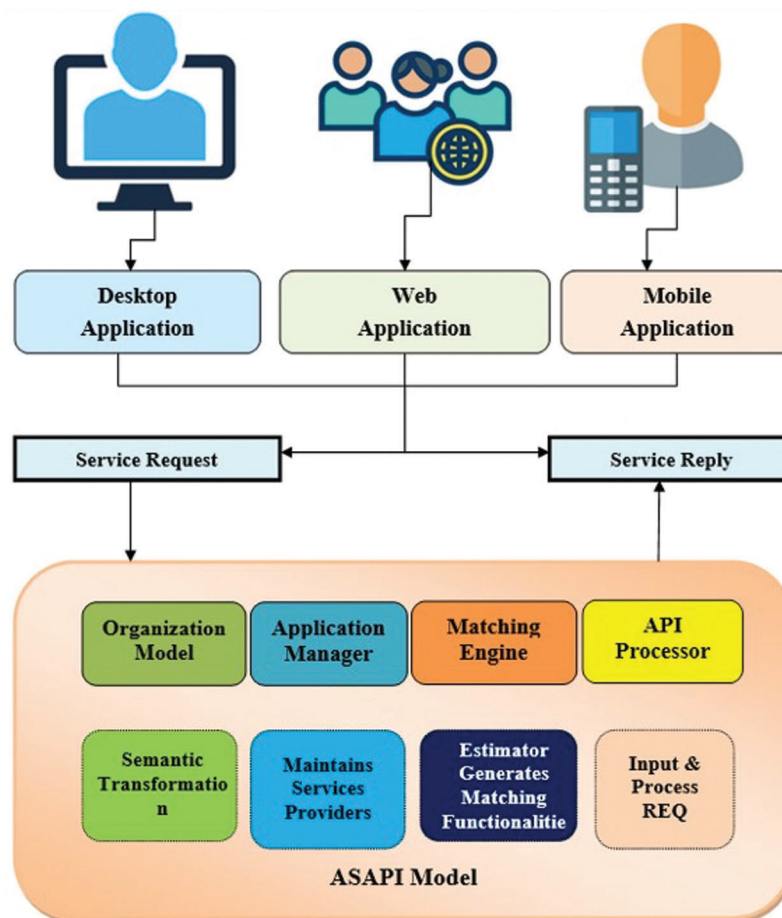 Desktop
Application
Web
Application
Mobile
Application
Service Request
Service Reply
Organization
Model
Application
Manager
Matching
Engine
API
Processor
Semantic
Transformatio
n
Maintains
Services
Providers
Estimator
Generates
Matching
Functionalitie
Input &
Process
REQ
ASAPI Model